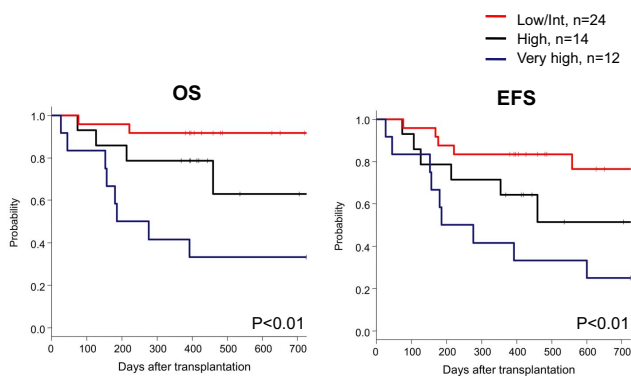 Low/Int, n=24
High, n=14
Very high, n=12
OS
EFS
Probability
1.0
0.8
0.6
0.4
0.2
0.0
P<0.01
0 100 200 300 400 500 600 700
Days after transplantation
Probability
1.0
0.8
0.6
0.4
0.2
0.0
P<0.01
0 100 200 300 400 500 600 700
Days after transplantation